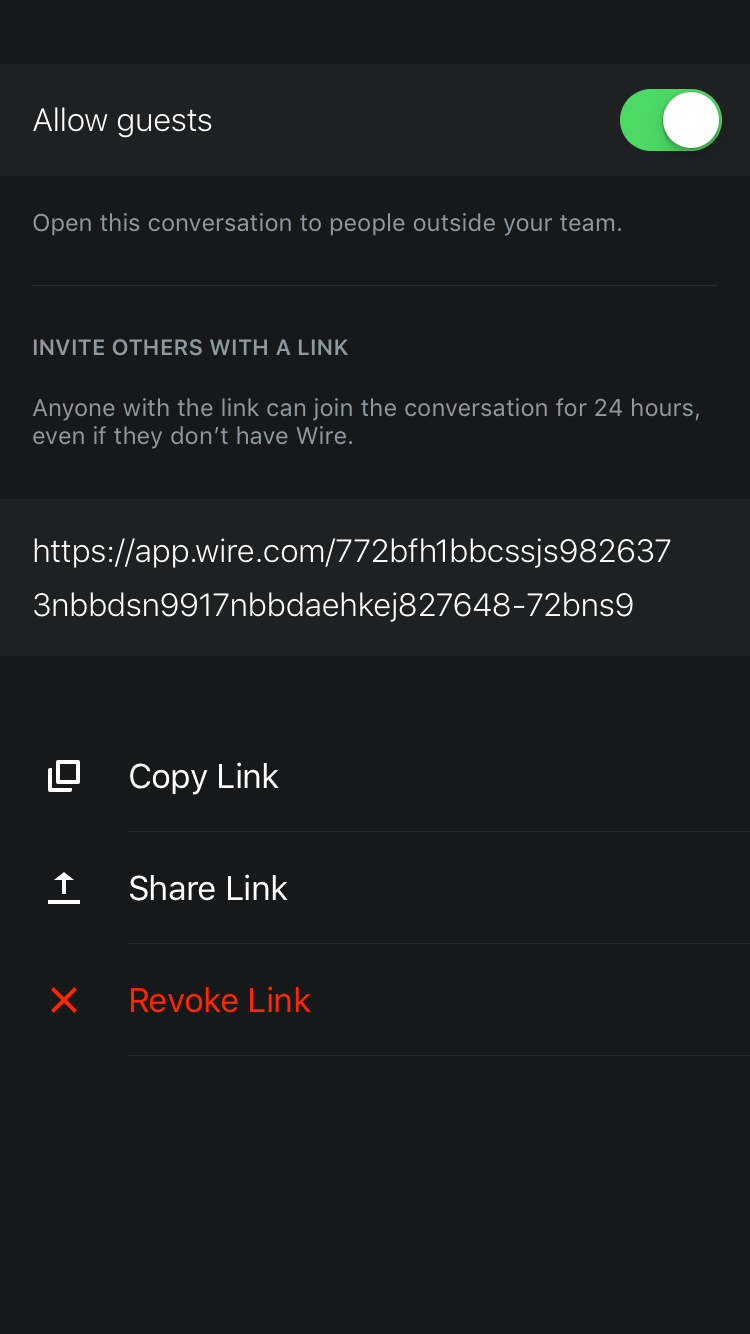 Allow guests
Open this conversation to people outside your team.
INVITE OTHERS WITH A LINK
Anyone with the link can join the conversation for 24 hours,
even if they don’t have Wire.
https://app.wire.com/772bfh1bbcssjs982637
3nbbdsn9917nbbdaehkej827648-72bns9
Copy Link
Share Link
Revoke Link